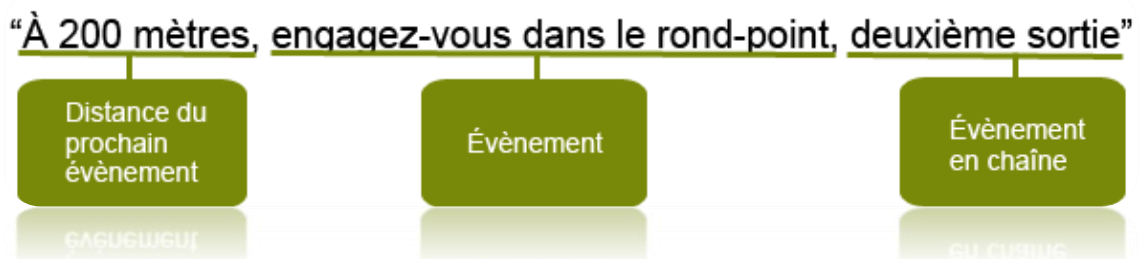 “À 200 mètres, engagez-vous dans le rond-point, deuxième sortie”
Distance du
prochain
évènement
Évènement
Évènement
en chaîne